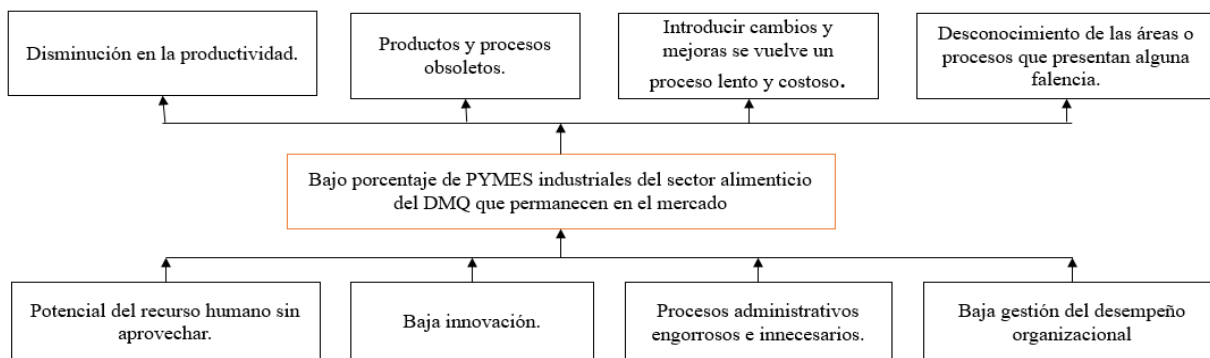 Disminución en la productividad.
Productos y procesos
obsoletos.
Introducir cambios y
mejoras se vuelve un
proceso lento y costoso.
Desconocimiento de las áreas o
procesos que presentan alguna
falencia.
Bajo porcentaje de PYMES industriales del sector alimenticio
del DMQ que permanecen en el mercado
Potencial del recurso humano sin
aprovechar.
Baja innovación.
Procesos administrativos
engorrosos e innecesarios.
Baja gestión del desempeño
organizacional